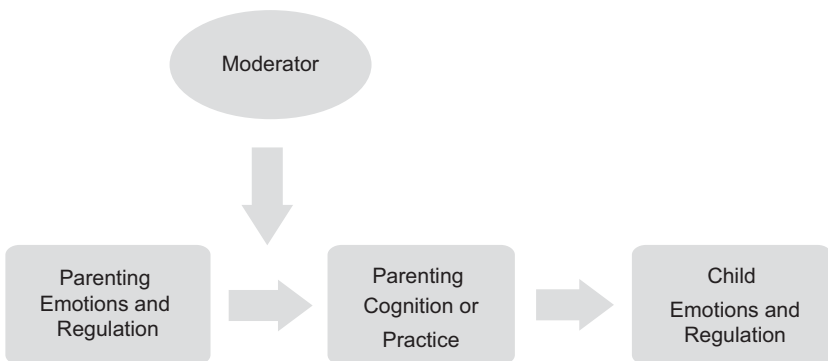 Moderator
Parenting
Emotions and
Regulation
Parenting
Cognition or
Practice
Child
Emotions and
Regulation